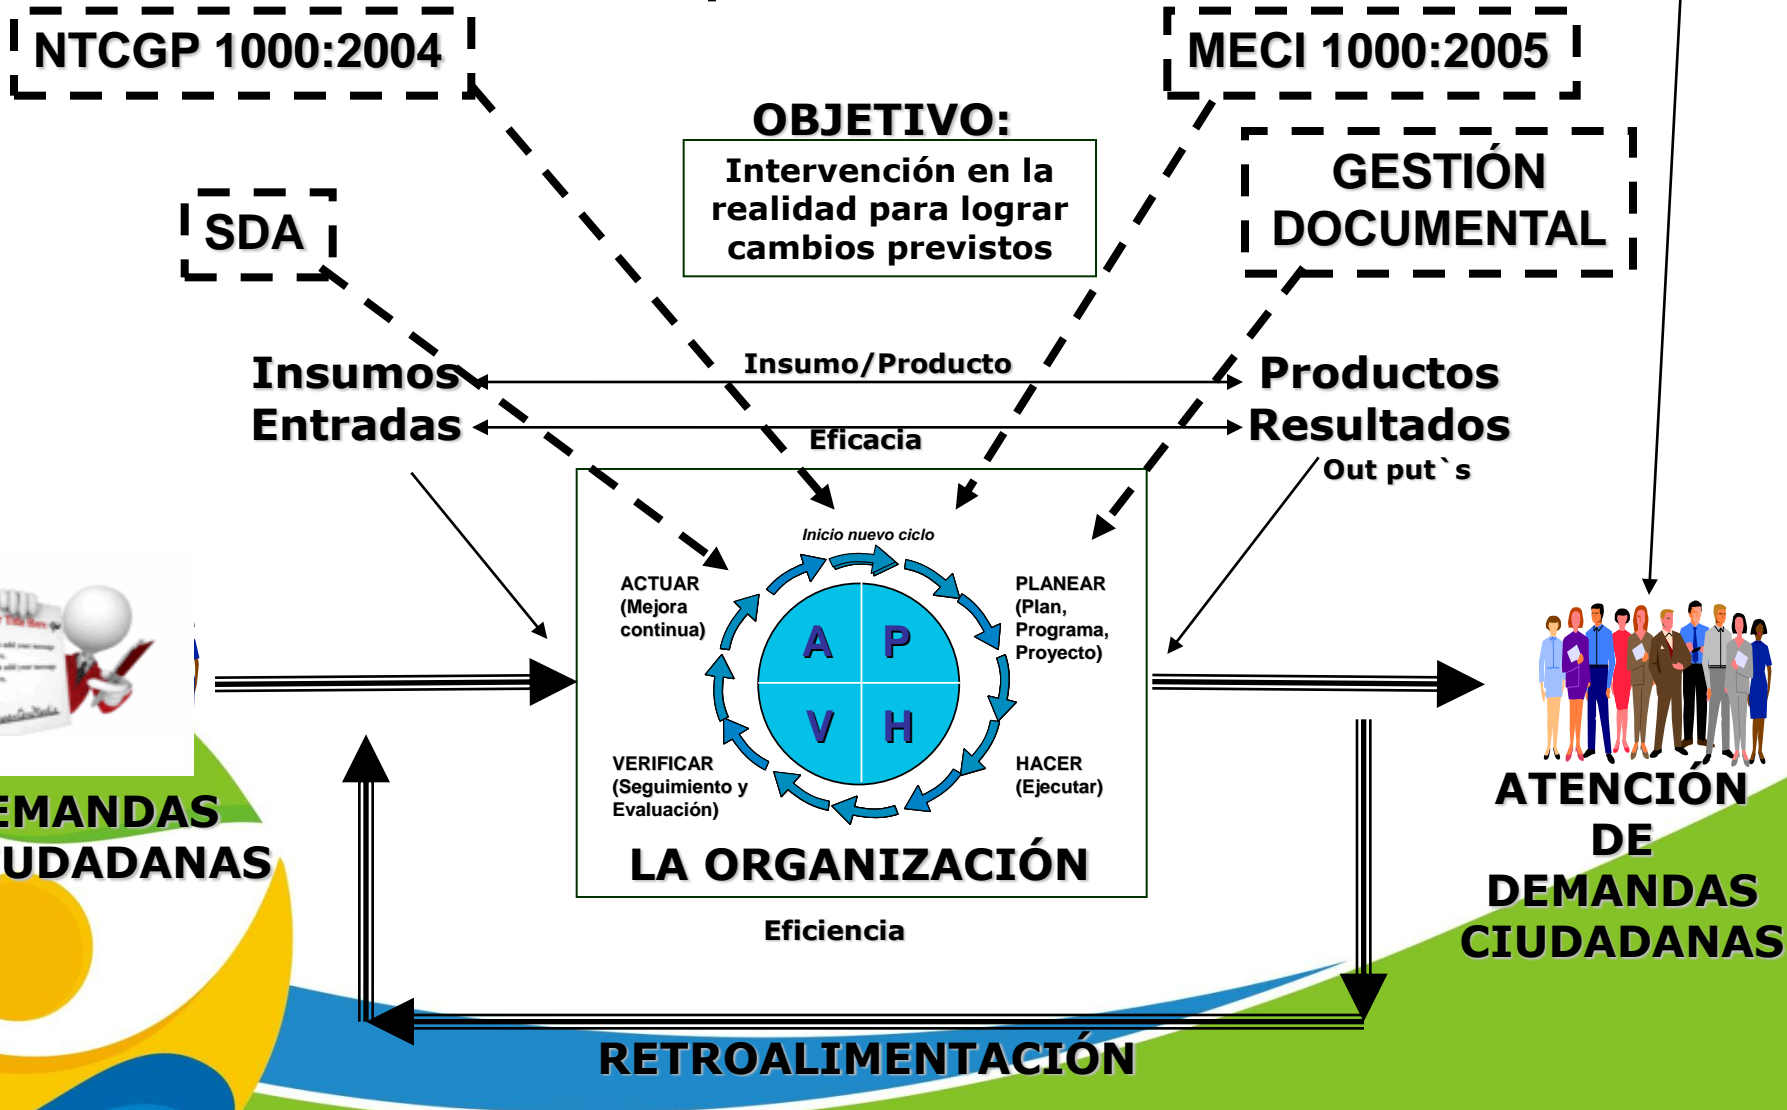 NTCGP 1000:2004
MECI 1000:2005
OBJETIVO:
Intervención en la
realidad para lograr
cambios previstos
GESTIÓN
DOCUMENTAL
SDA
Insumos
Entradas
Insumo/Producto
Eficacia
Productos
Resultados
Out put`s
Inicio nuevo ciclo
ACTUAR
(Mejora
continua)
PLANEAR
(Plan,
Programa,
Proyecto)
A P
V H
VERIFICAR
(Seguimiento y
Evaluación)
HACER
(Ejecutar)
LA ORGANIZACIÓN
Eficiencia
EMANDAS
UDADANAS
ATENCIÓN
DE
DEMANDAS
CIUDADANAS
RETROALIMENTACIÓN